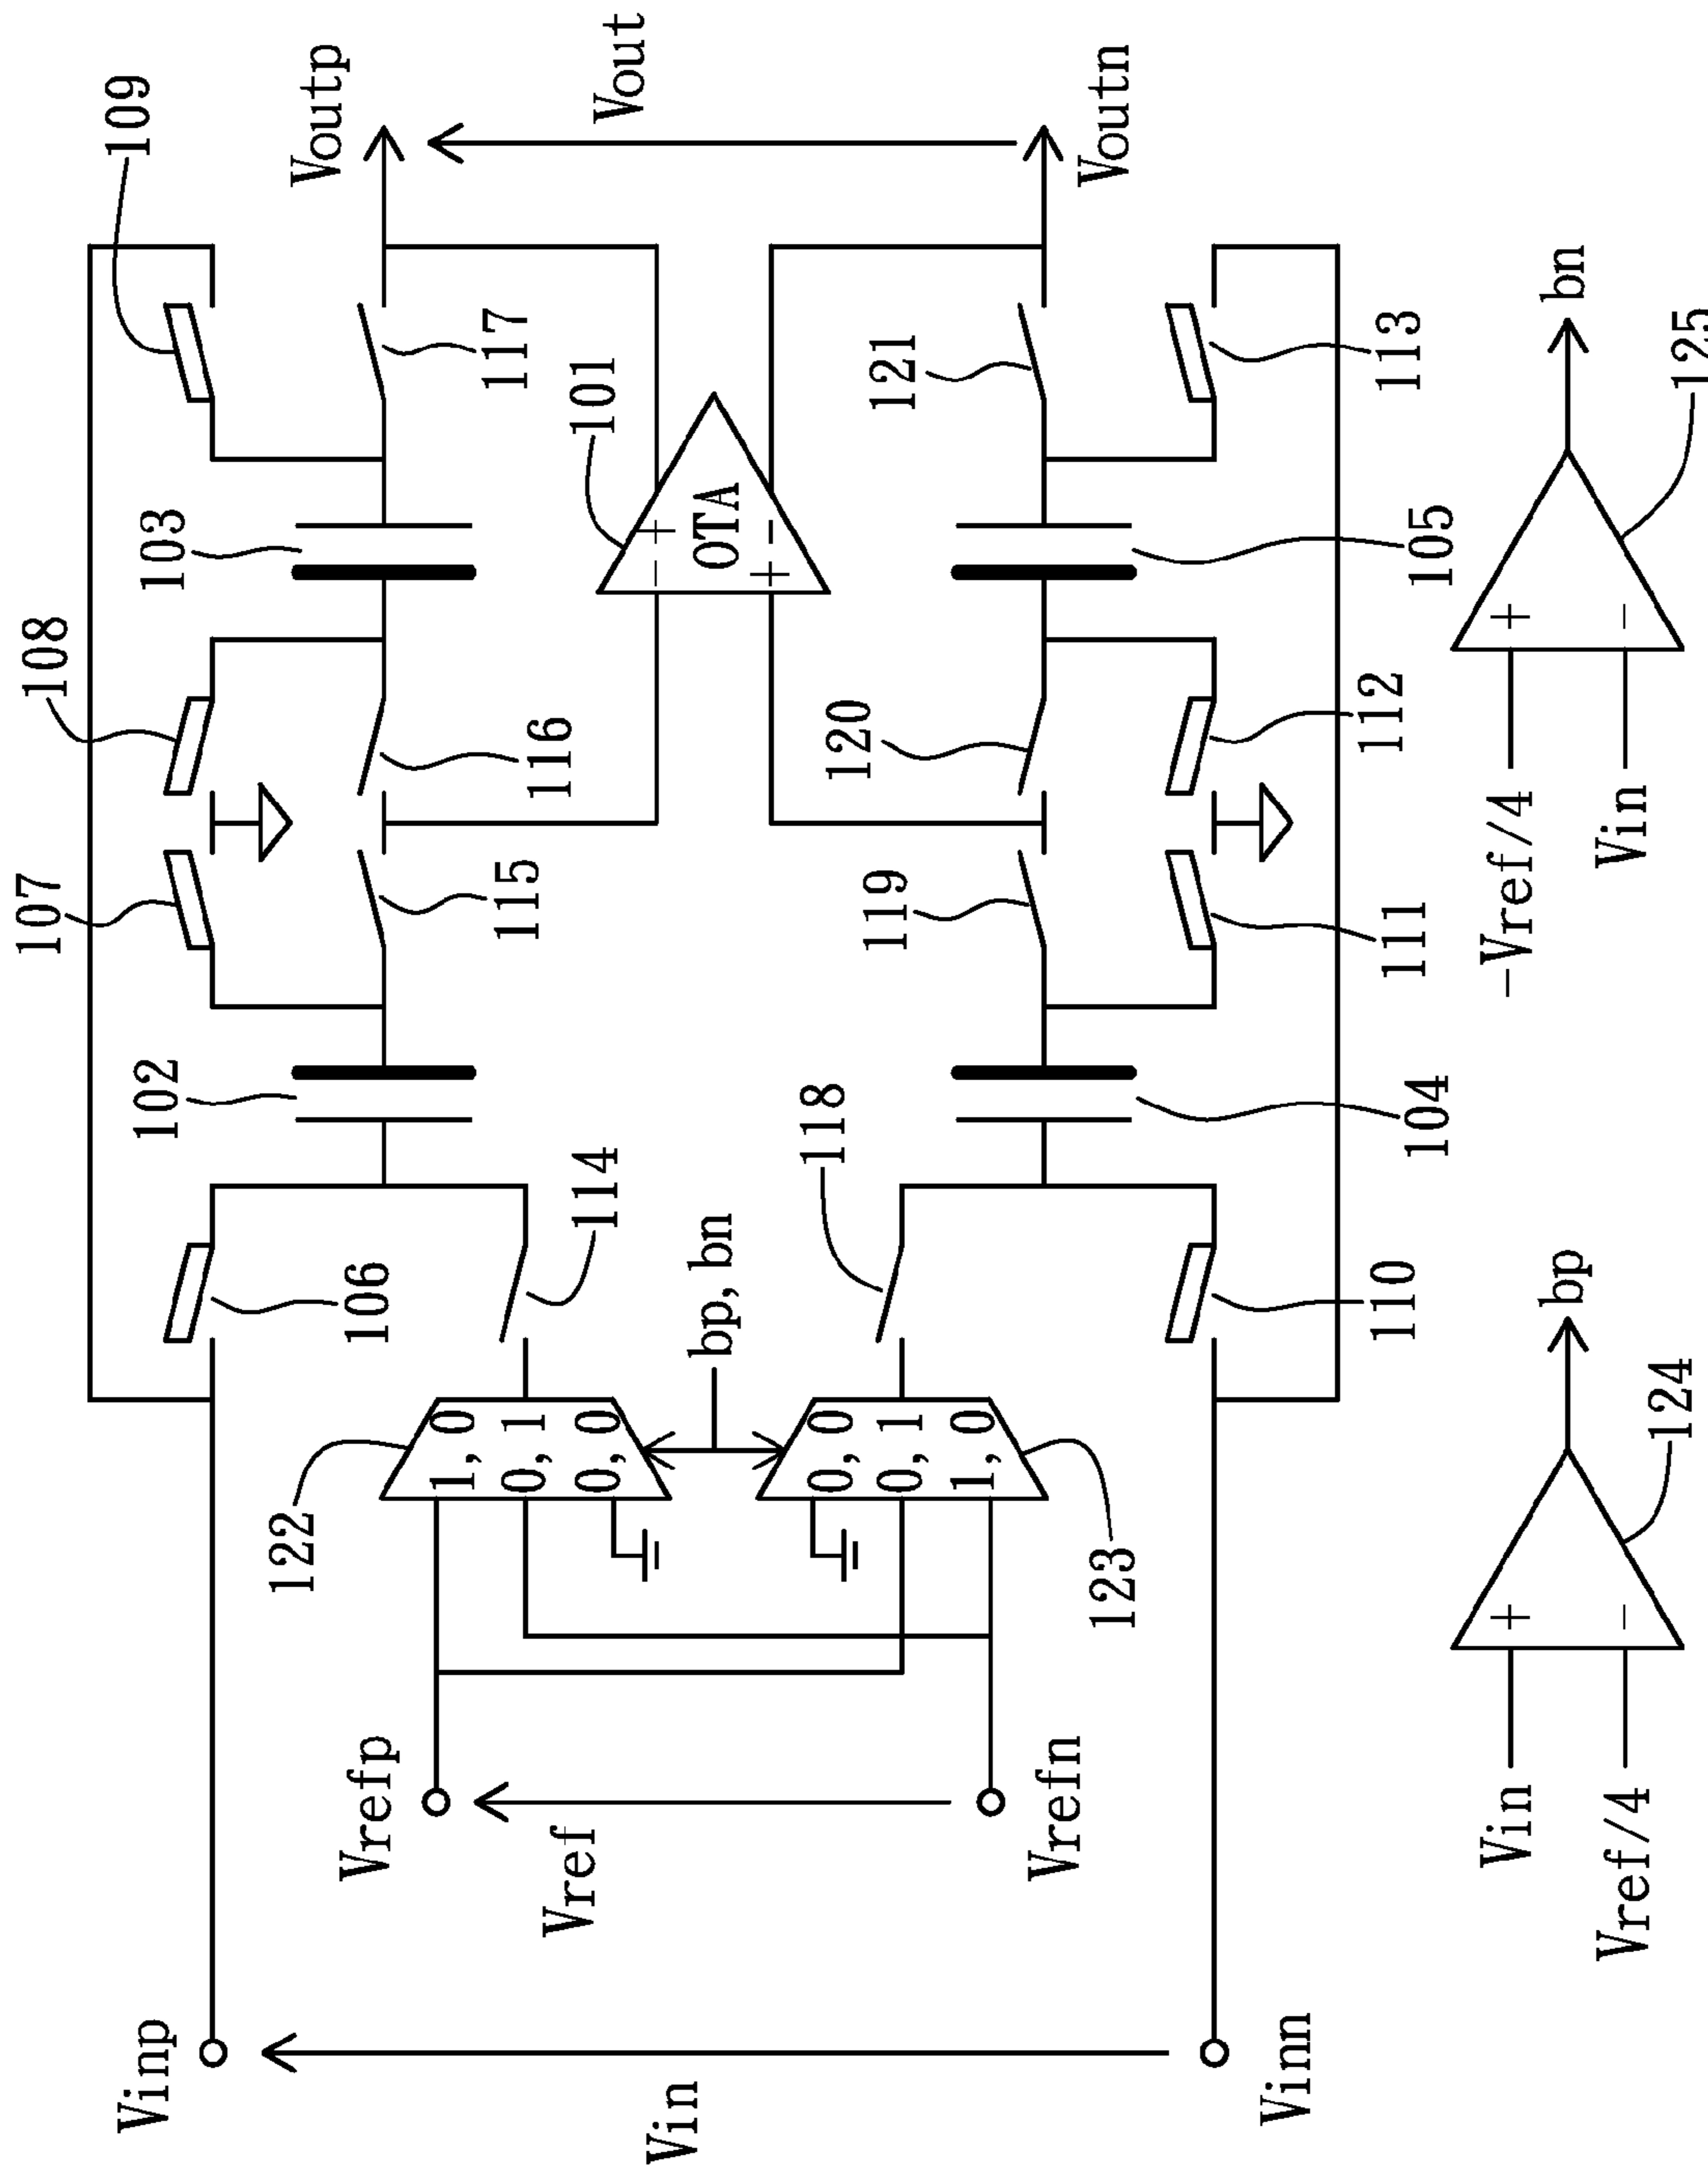 Vinp
Vin
Vinn
Vrefp
Vref
Vrefn
122
1, 0
0, 1
0, 0
bp, bn
0, 0
0, 1
1, 0
123
106
114
118
110
102
104
107
108
115
116
119
120
111
112
103
105
101
- +
OTA
+ -
109
117
121
113
Voutp
Vout
Voutn
Vin
+
Vref/4
-
bp
124
-Vref/4
+
Vin
-
bn
125